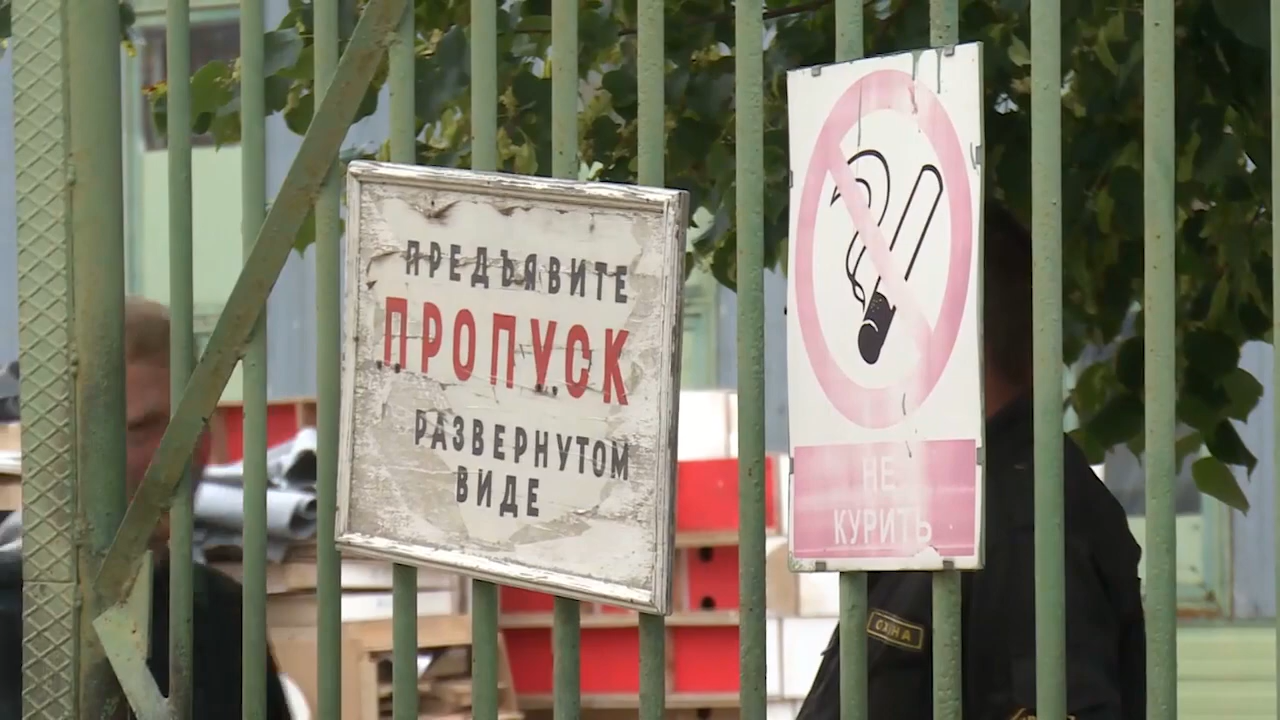 ПРЕДЪЯВИТЕ
ПРОПУСК
РАЗВЕРНУТОМ
ВИДЕ
НЕ
КУРИТЬ